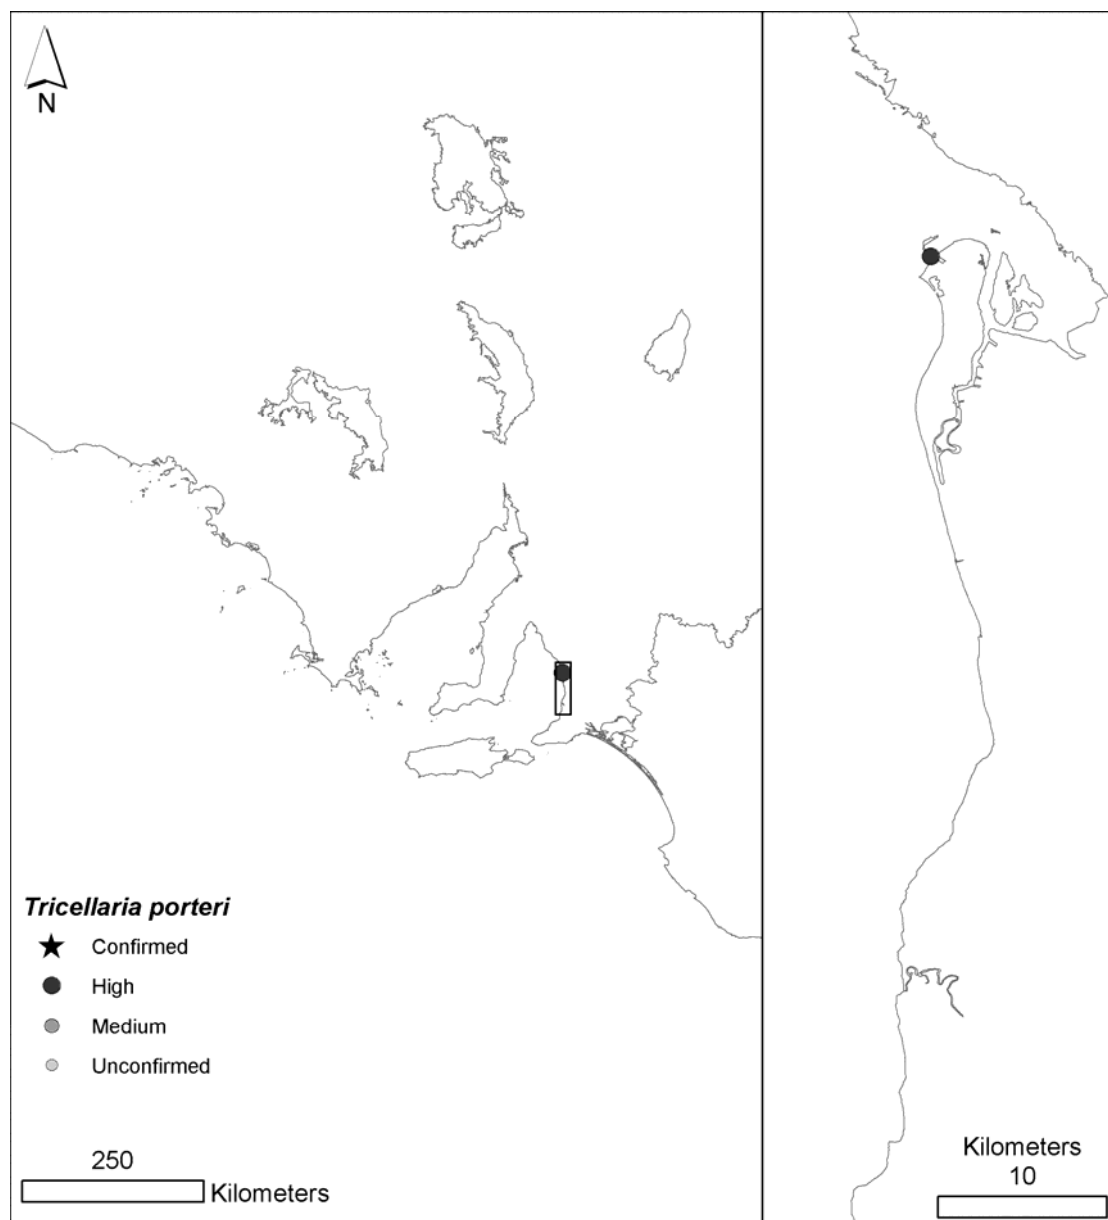 N
Tricellaria porteri
Confirmed
High
Medium
Unconfirmed
250
Kilometers
Kilometers
10